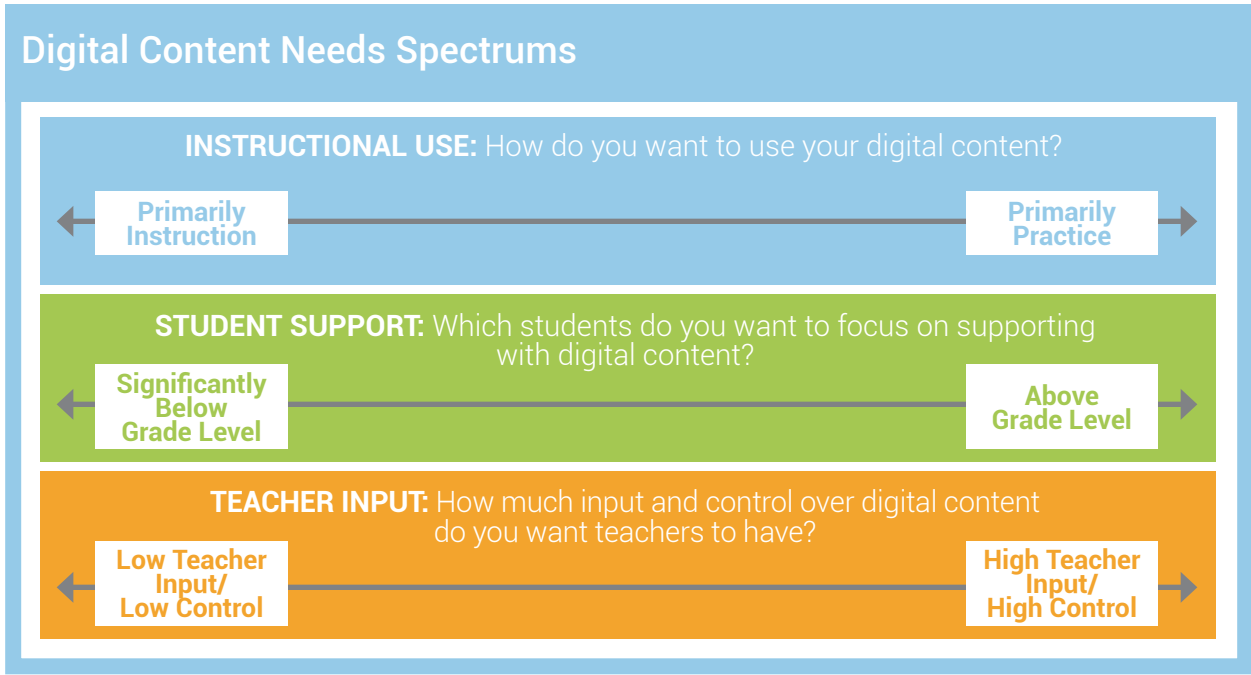 Digital Content Needs Spectrums
INSTRUCTIONAL USE: How do you want to use your digital content?
Primarily
Instruction
Primarily
Practice
STUDENT SUPPORT: Which students do you want to focus on supporting
with digital content?
Significantly
Below
Grade Level
Above
Grade Level
TEACHER INPUT: How much input and control over digital content
do you want teachers to have?
Low Teacher
Input/
Low Control
High Teacher
Input/
High Control